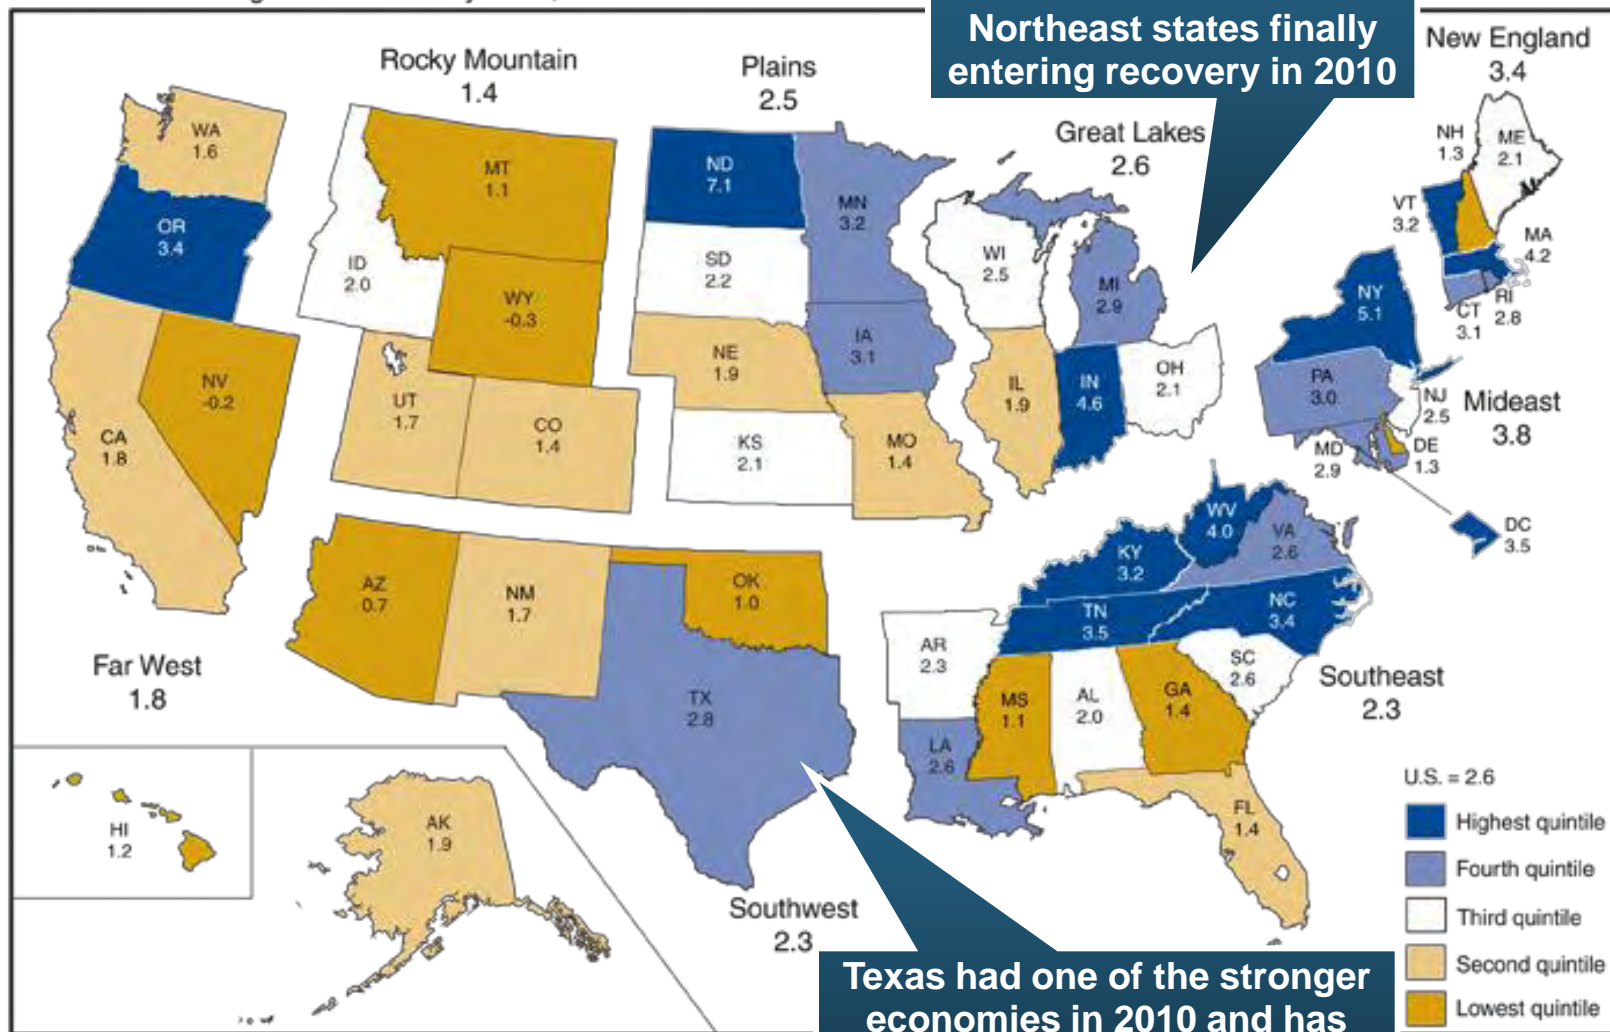 Northeast states finally
entering recovery in 2010
New England
3.4
Rocky Mountain
1.4
Plains
2.5
Great Lakes
2.6
WA
1.6
OR
3.4
CA
1.8
NV
-0.2
ID
2.0
MT
1.1
WY
-0.3
UT
1.7
CO
1.4
ND
7.1
SD
2.2
NE
1.9
KS
2.1
MN
3.2
IA
3.1
MO
1.4
WI
2.5
MI
2.9
IL
1.9
IN
4.6
OH
2.1
NH
1.3
ME
2.1
VT
3.2
MA
4.2
CT
3.1
RI
2.8
NY
5.1
PA
3.0
NJ
2.5
Mideast
3.8
MD
2.9
DE
1.3
DC
3.5
AZ
0.7
NM
1.7
OK
1.0
TX
2.8
WV
4.0
VA
2.6
KY
3.2
TN
3.5
NC
3.4
AR
2.3
SC
2.6
MS
1.1
AL
2.0
GA
1.4
LA
2.6
FL
1.4
Southeast
2.3
Far West
1.8
HI
1.2
AK
1.9
Southwest
2.3
U.S. = 2.6
Highest quintile
Fourth quintile
Third quintile
Second quintile
Lowest quintile
Texas had one of the stronger
economies in 2010 and has